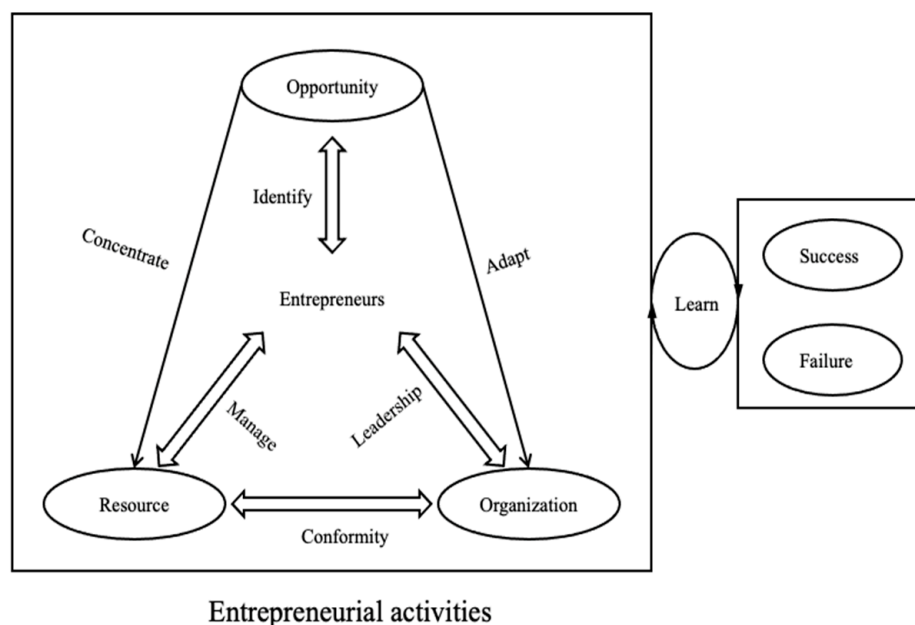 Opportunity
Identify
Concentrate
Adapt
Entrepreneurs
Manage
Leadership
Resource
Organization
Conformity
Learn
Success
Failure
Entrepreneurial activities